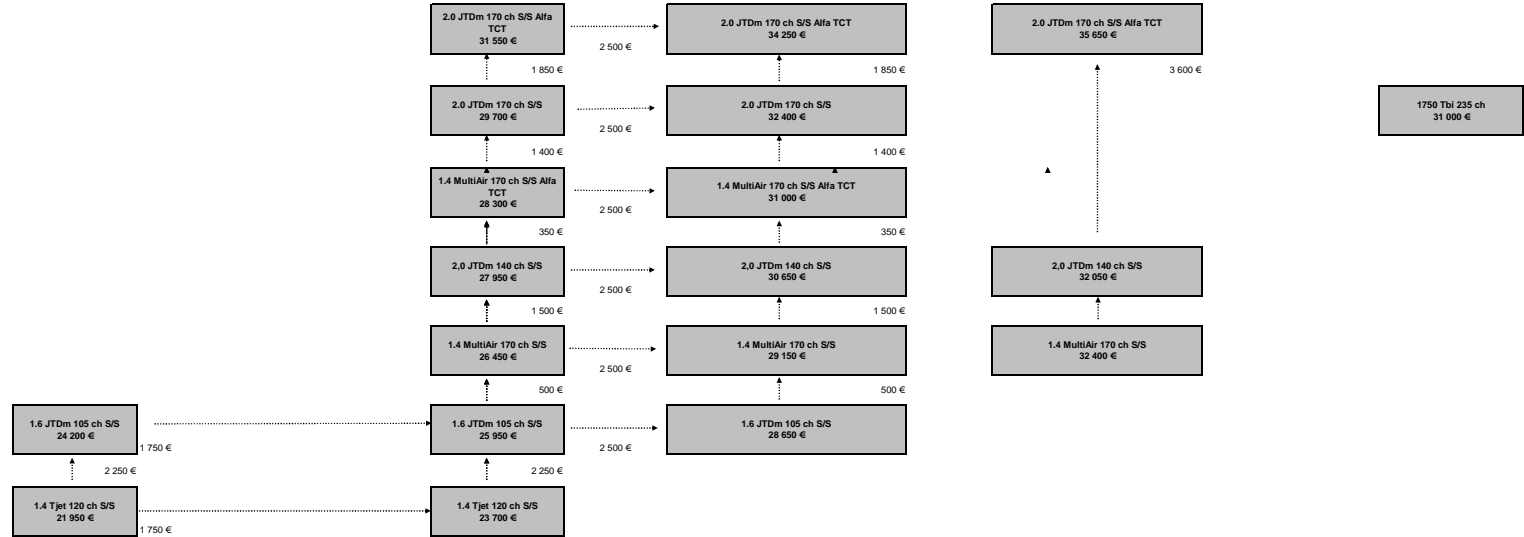 2.0 JTDm 170 ch S/S Alfa
TCT
31 550 €
2 500 €
2.0 JTDm 170 ch S/S Alfa TCT
34 250 €
2.0 JTDm 170 ch S/S Alfa TCT
35 650 €
1 850 €
1 850 €
3 600 €
2.0 JTDm 170 ch S/S
29 700 €
2 500 €
2.0 JTDm 170 ch S/S
32 400 €
1750 Tbi 235 ch
31 000 €
1 400 €
1 400 €
1.4 MultiAir 170 ch S/S Alfa
TCT
28 300 €
2 500 €
1.4 MultiAir 170 ch S/S Alfa TCT
31 000 €
350 €
350 €
2,0 JTDm 140 ch S/S
27 950 €
2 500 €
2,0 JTDm 140 ch S/S
30 650 €
2,0 JTDm 140 ch S/S
32 050 €
1 500 €
1 500 €
1.4 MultiAir 170 ch S/S
26 450 €
2 500 €
1.4 MultiAir 170 ch S/S
29 150 €
1.4 MultiAir 170 ch S/S
32 400 €
500 €
500 €
1.6 JTDm 105 ch S/S
24 200 €
1 750 €
1.6 JTDm 105 ch S/S
25 950 €
2 500 €
1.6 JTDm 105 ch S/S
28 650 €
2 250 €
2 250 €
1.4 Tjet 120 ch S/S
21 950 €
1 750 €
1.4 Tjet 120 ch S/S
23 700 €